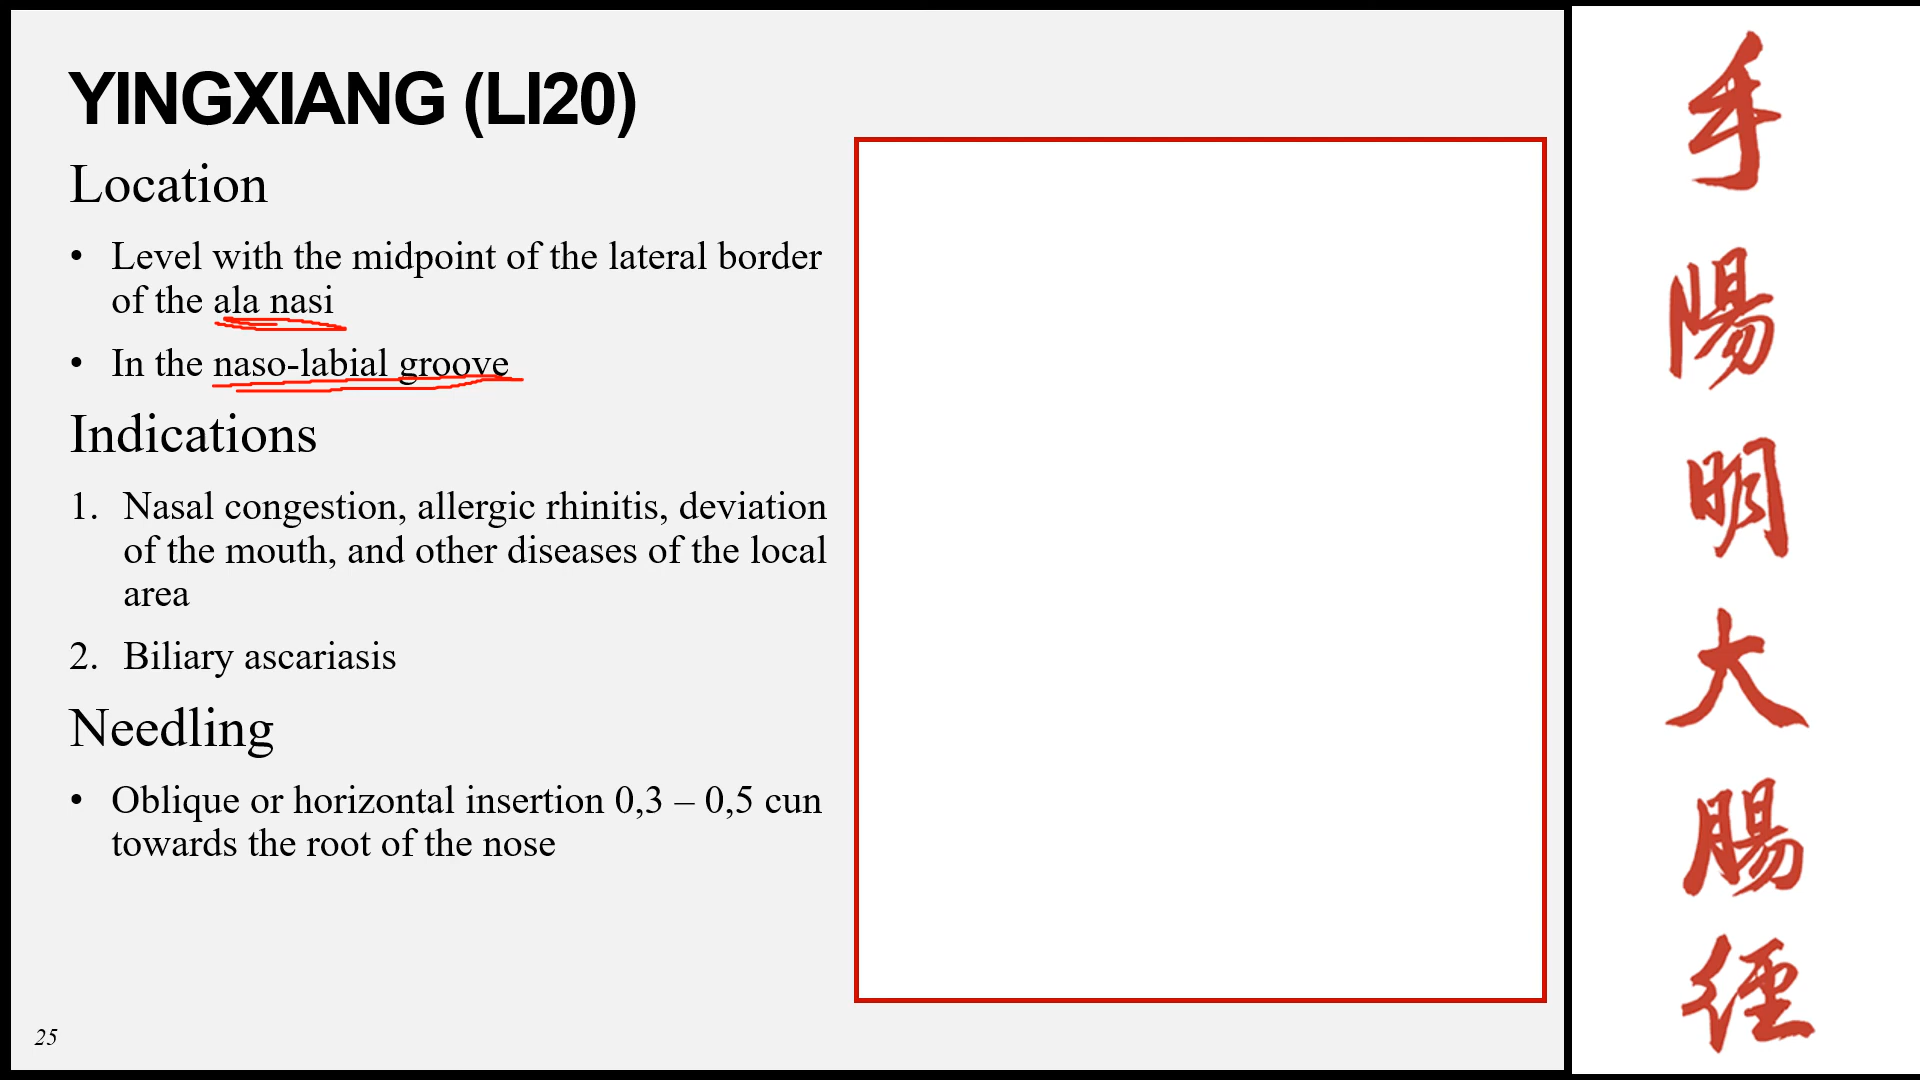 YINGXIANG (LI20)
Location
• Level with the midpoint of the lateral border
of the ala nasi
• In the naso-labial groove
Indications
1. Nasal congestion, allergic rhinitis, deviation
of the mouth, and other diseases of the local
area
2. Biliary ascariasis
Needling
• Oblique or horizontal insertion 0,3 – 0,5 cun
towards the root of the nose
25
手
陽
明
大
腸
經